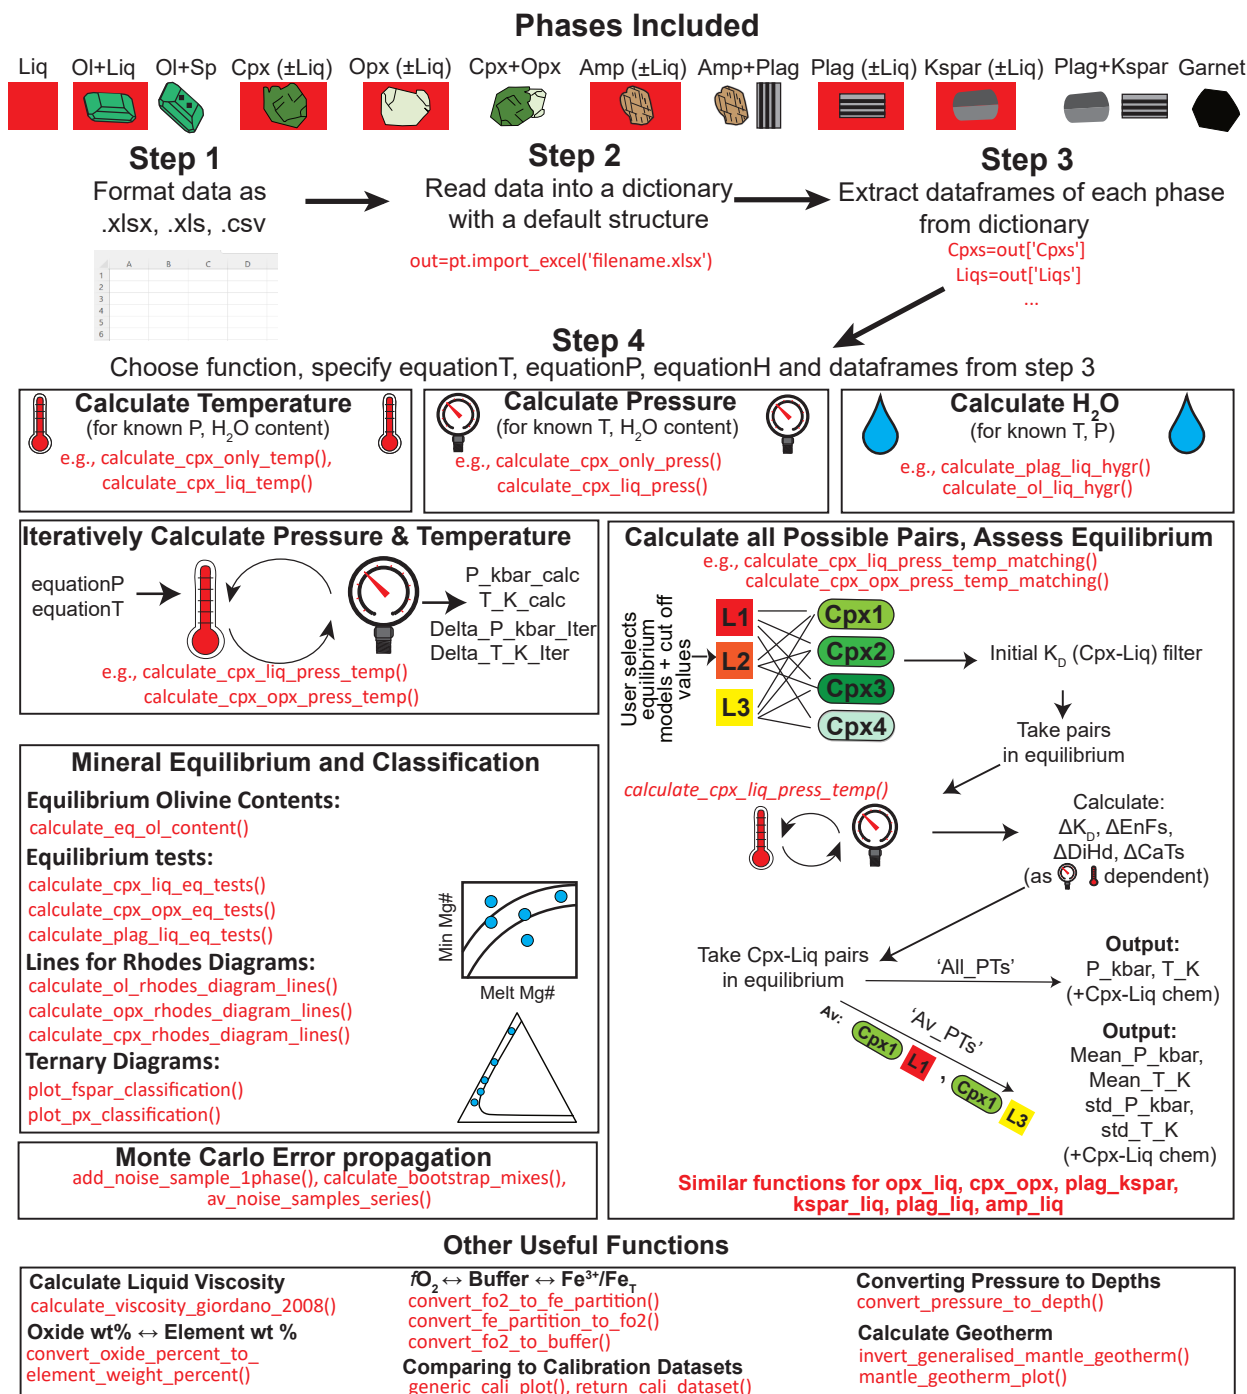 Phases Included
Liq
Ol+Liq
Ol+Sp
Cpx (±Liq)
Opx (±Liq)
Cpx+Opx
Amp (±Liq)
Amp+Plag
Plag (±Liq)
Kspar (±Liq)
Plag+Kspar
Garnet
Step 1
Format data as
.xlsx, .xls, .csv
A B C D
1
2
3
4
5
6
Step 2
Read data into a dictionary
with a default structure
out=pt.import_excel('filename.xlsx')
Step 3
Extract dataframes of each phase
from dictionary
Cpxs=out['Cpxs']
Liqs=out['Liqs']
...
Step 4
Choose function, specify equationT, equationP, equationH and dataframes from step 3
Calculate Temperature
(for known P, H₂O content)
e.g., calculate_cpx_only_temp(),
calculate_cpx_liq_temp()
Calculate Pressure
(for known T, H₂O content)
e.g., calculate_cpx_only_press()
calculate_cpx_liq_press()
Calculate H₂O
(for known T, P)
e.g., calculate_plag_liq_hygr()
calculate_ol_liq_hygr()
Iteratively Calculate Pressure & Temperature
equationP
equationT
P_kbar_calc
T_K_calc
Delta_P_kbar_Iter
Delta_T_K_Iter
e.g., calculate_cpx_liq_press_temp()
calculate_cpx_opx_press_temp()
Calculate all Possible Pairs, Assess Equilibrium
e.g., calculate_cpx_liq_press_temp_matching()
calculate_cpx_opx_press_temp_matching()
User selects
equilibrium
models + cut off
values
L1
L2
L3
Cpx1
Cpx2
Cpx3
Cpx4
Initial K_D (Cpx-Liq) filter
Take pairs
in equilibrium
calculate_cpx_liq_press_temp()
Calculate:
ΔK_D, ΔEnFs,
ΔDiHd, ΔCaTs
(as dependent)
Take Cpx-Liq pairs
in equilibrium
'All_PTs'
Output:
P_kbar, T_K
(+Cpx-Liq chem)
'Av_PTs'
Av: Cpx1 L1 , Cpx1 L3
Output:
Mean_P_kbar,
Mean_T_K
std_P_kbar,
std_T_K
(+Cpx-Liq chem)
Similar functions for opx_liq, cpx_opx, plag_kspar,
kspar_liq, plag_liq, amp_liq
Mineral Equilibrium and Classification
Equilibrium Olivine Contents:
calculate_eq_ol_content()
Equilibrium tests:
calculate_cpx_liq_eq_tests()
calculate_cpx_opx_eq_tests()
calculate_plag_liq_eq_tests()
Lines for Rhodes Diagrams:
calculate_ol_rhodes_diagram_lines()
calculate_opx_rhodes_diagram_lines()
calculate_cpx_rhodes_diagram_lines()
Ternary Diagrams:
plot_fspar_classification()
plot_px_classification()
Min Mg#
Melt Mg#
Monte Carlo Error propagation
add_noise_sample_1phase(), calculate_bootstrap_mixes(),
av_noise_samples_series()
Other Useful Functions
Calculate Liquid Viscosity
calculate_viscosity_giordano_2008()
Oxide wt% ↔ Element wt %
convert_oxide_percent_to_
element_weight_percent()
fO₂ ↔ Buffer ↔ Fe³⁺/Fe_T
convert_fo2_to_fe_partition()
convert_fe_partition_to_fo2()
convert_fo2_to_buffer()
Comparing to Calibration Datasets
generic_cali_plot(), return_cali_dataset()
Converting Pressure to Depths
convert_pressure_to_depth()
Calculate Geotherm
invert_generalised_mantle_geotherm()
mantle_geotherm_plot()